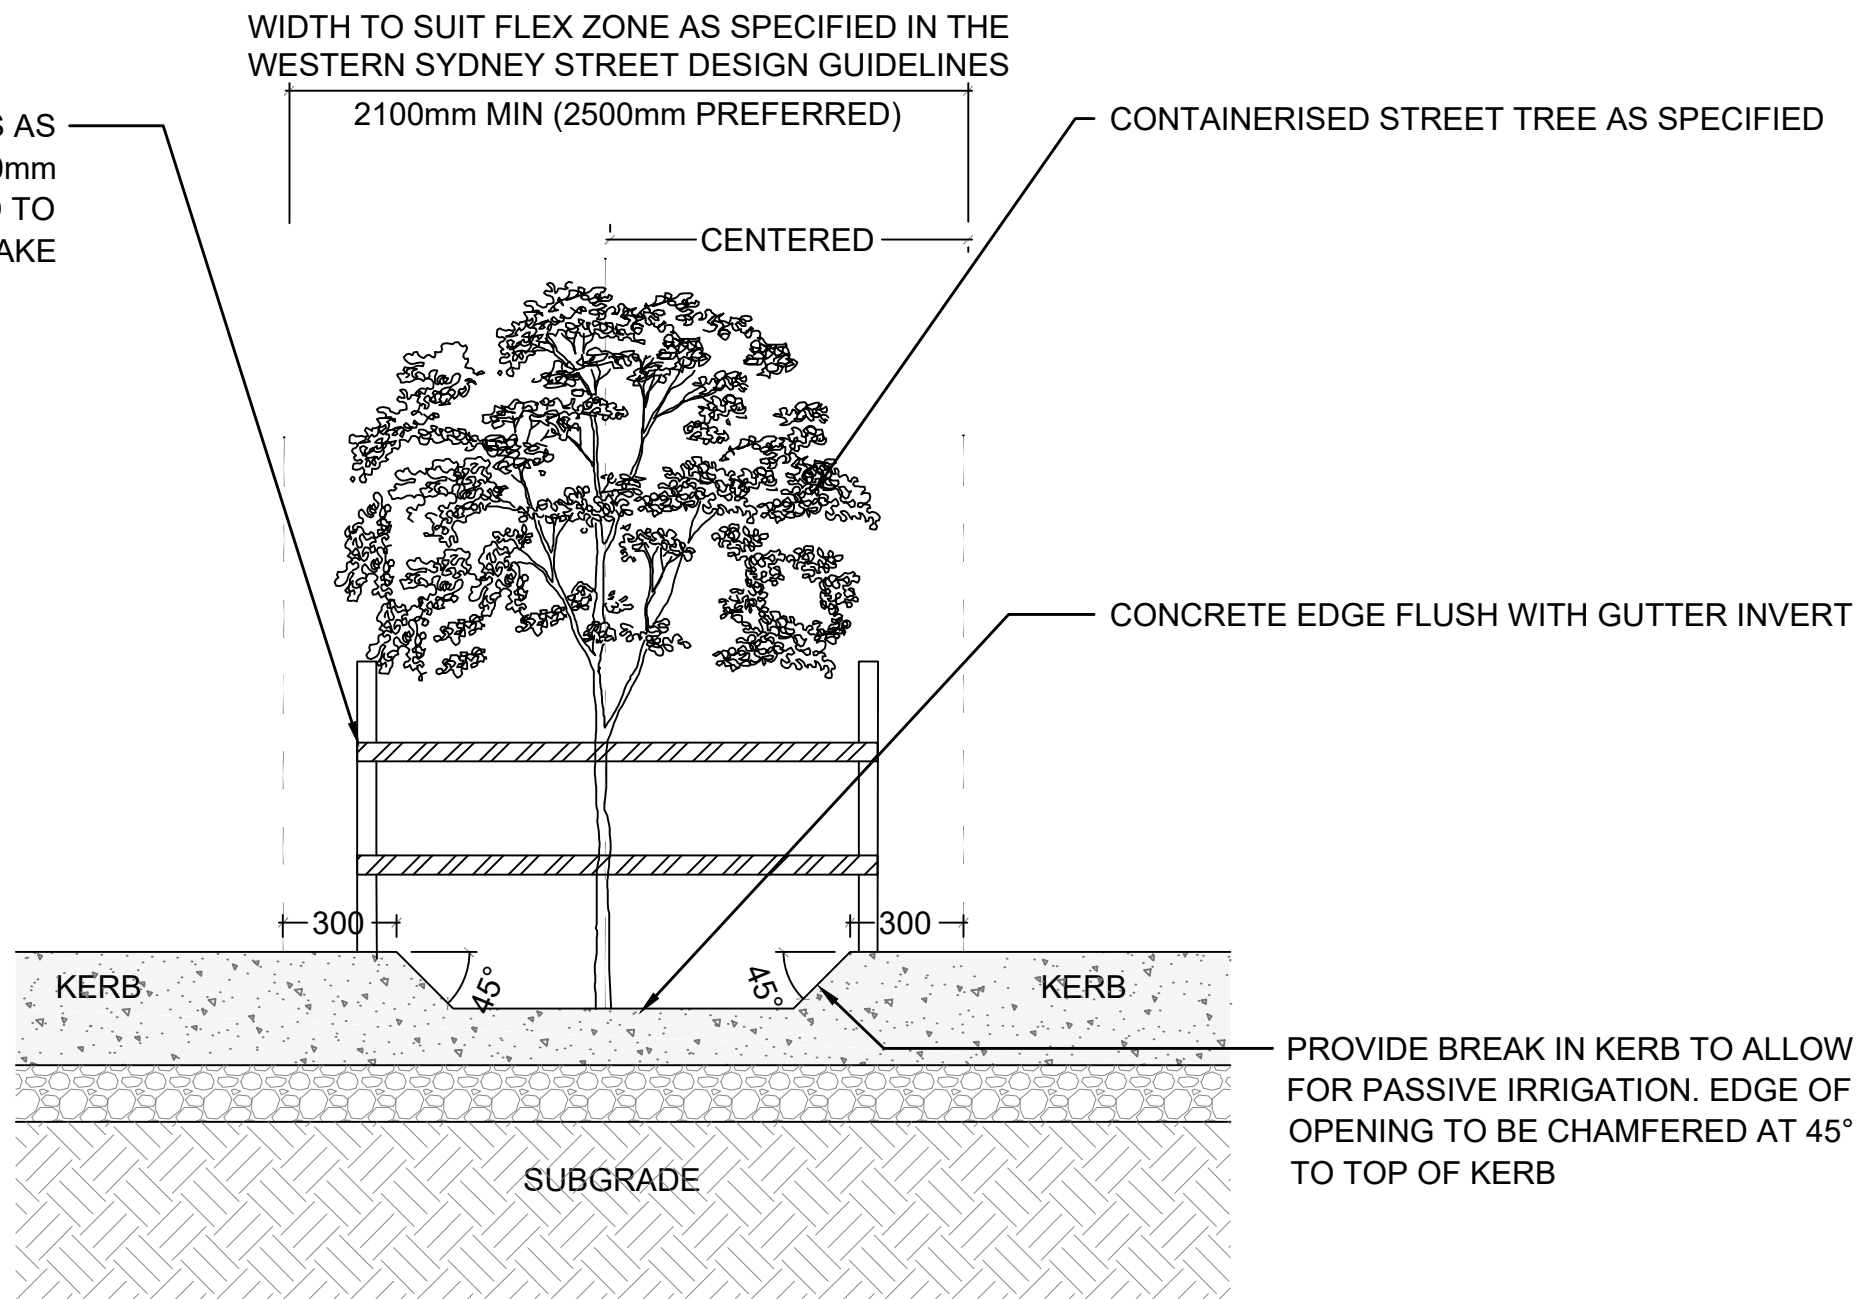 WIDTH TO SUIT FLEX ZONE AS SPECIFIED IN THE
WESTERN SYDNEY STREET DESIGN GUIDELINES
2100mm MIN (2500mm PREFERRED)
AS
TO
CENTERED
CONTAINERISED STREET TREE AS SPECIFIED
CONCRETE EDGE FLUSH WITH GUTTER INVERT
300
300
45°
45°
KERB
KERB
PROVIDE BREAK IN KERB TO ALLOW
FOR PASSIVE IRRIGATION. EDGE OF
OPENING TO BE CHAMFERED AT 45°
TO TOP OF KERB
SUBGRADE